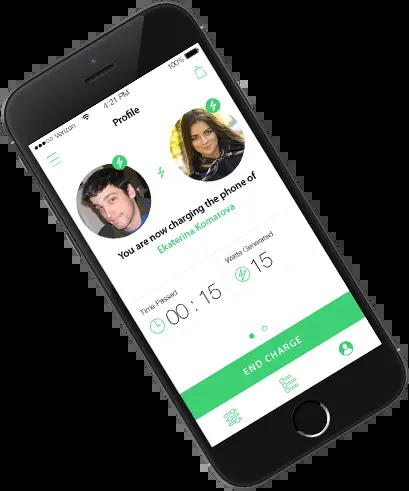 Verizon 4:21 PM 100%
Profile
You are now charging the phone of
Ekaterina Komarova
Time Passed
00 : 15
Watts Generated
15
END CHARGE